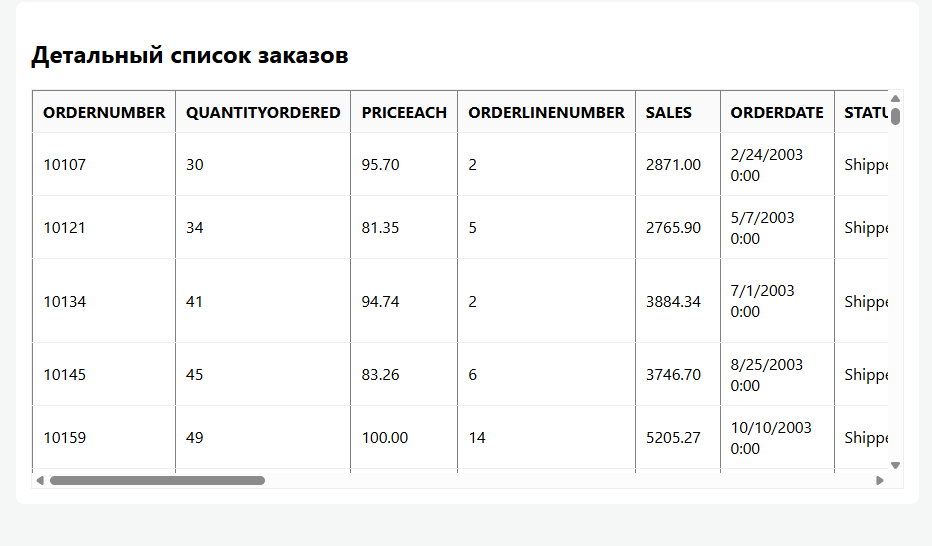 Детальный список заказов
ORDERNUMBER QUANTITYORDERED PRICEEACH ORDERLINENUMBER SALES ORDERDATE STATU
10107 30 95.70 2 2871.00 2/24/2003 0:00 Shippe
10121 34 81.35 5 2765.90 5/7/2003 0:00 Shippe
10134 41 94.74 2 3884.34 7/1/2003 0:00 Shippe
10145 45 83.26 6 3746.70 8/25/2003 0:00 Shippe
10159 49 100.00 14 5205.27 10/10/2003 0:00 Shippe